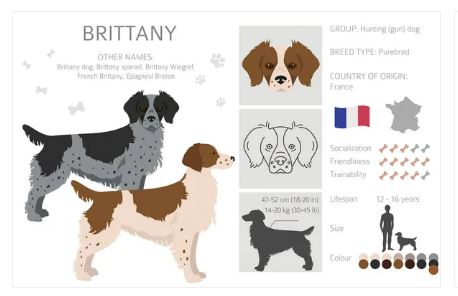 BRITTANY
OTHER NAMES:
Brittany dog, Brittany spaniel, Brittany Wiegref,
French Brittany, Epagneul Breton
GROUP: Hunting (gun) dog
BREED TYPE: Purebred
COUNTRY OF ORIGIN:
France
Socialization
Friendliness
Trainability
47-52 cm (18-20 in)
14-20 kg (30-45 lb)
Lifespan 12 - 16 years
Size
Colour